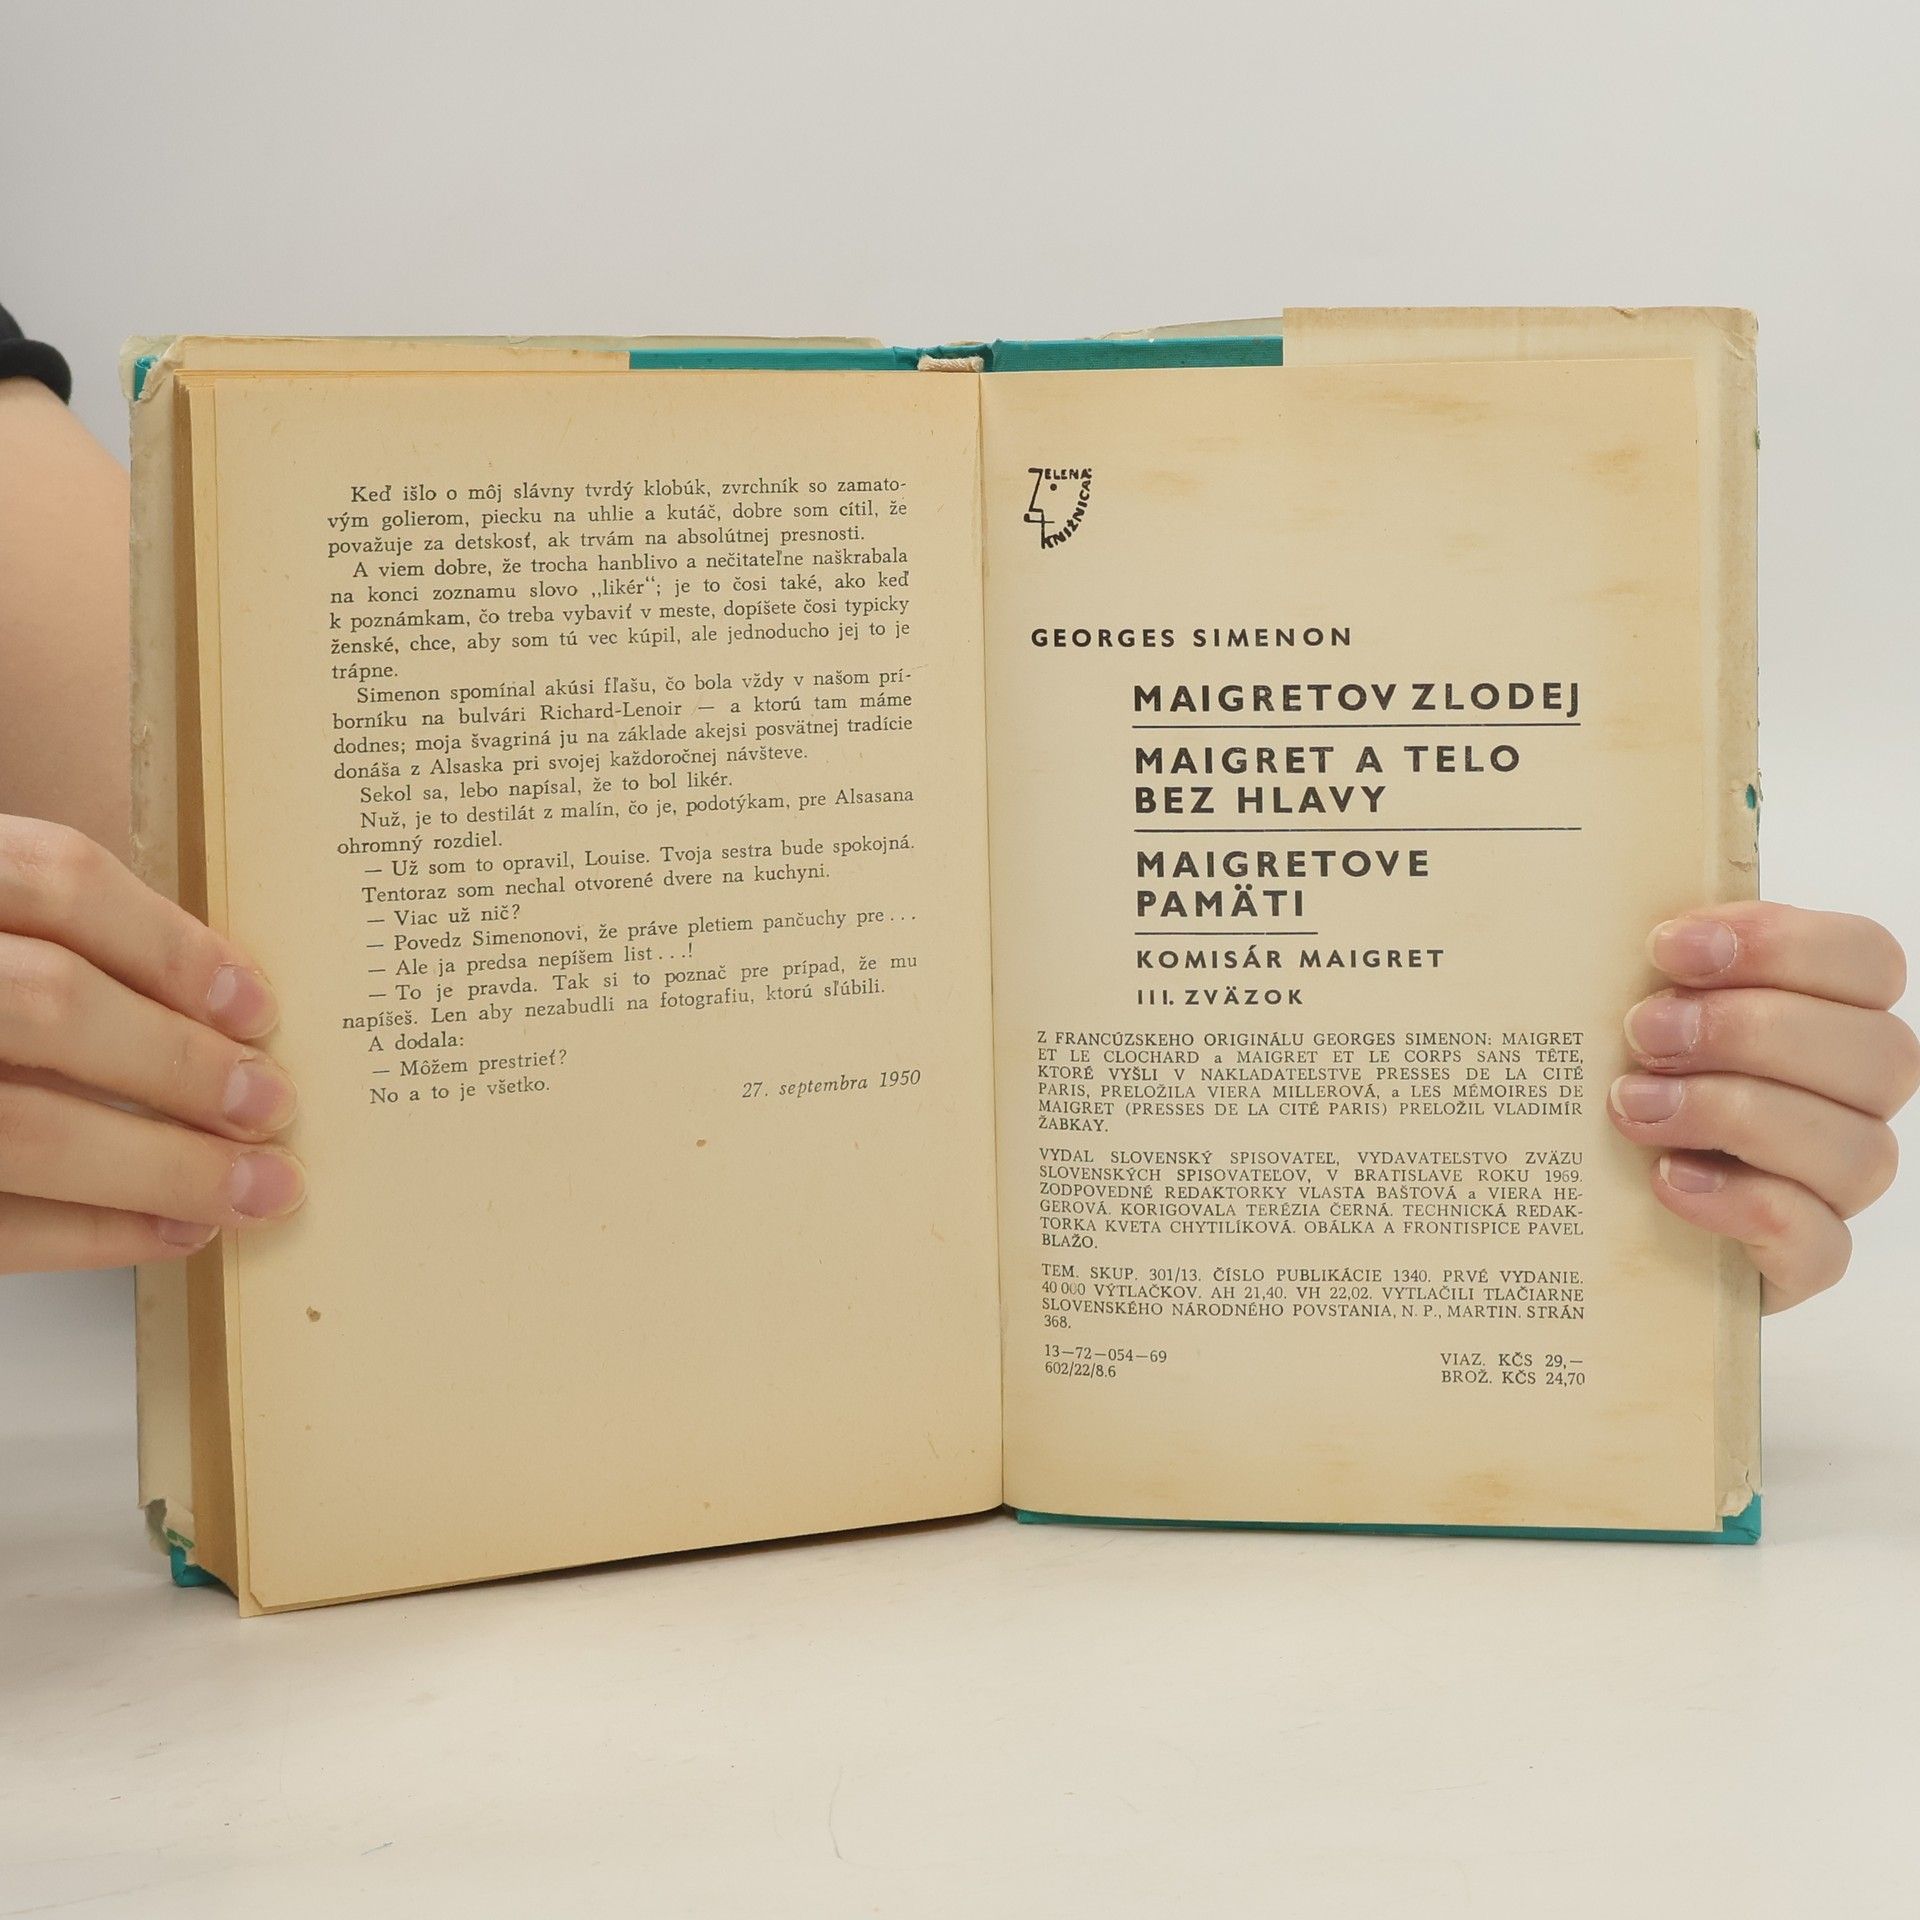 Keď išlo o môj slávny tvrdý klobúk, zvrchník so zamato-
vým golierom, piecku na uhlie a kutáč, dobre som cítil, že
považuje za detskosť, ak trvám na absolútnej presnosti.
A viem dobre, že trocha hanblivo a nečitateľne naškrabala
na konci zoznamu slovo „likér“; je to čosi také, ako keď
k poznámkam, čo treba vybaviť v meste, dopíšete čosi typicky
ženské, chce, aby som tú vec kúpil, ale jednoducho jej to je
trápne.
Simenon spomínal akúsi fľašu, čo bola vždy v našom prí-
borníku na bulvári Richard-Lenoir — a ktorú tam máme
dodnes; moja švagriná ju na základe akejsi posvätnej tradície
donáša z Alsaska pri svojej každoročnej návšteve.
Sekol sa, lebo napísal, že to bol likér.
Nuž, je to destilát z malín, čo je, podotýkam, pre Alsasana
ohromný rozdiel.
— Už som to opravil, Louise. Tvoja sestra bude spokojná.
Tentoraz som nechal otvorené dvere na kuchyni.
— Viac už nič?
— Povedz Simenonovi, že práve pletiem pančuchy pre...
— Ale ja predsa nepíšem list...!
— To je pravda. Tak si to poznač pre prípad, že mu
napíšeš. Len aby nezabudli na fotografiu, ktorú sľúbili.
A dodala:
— Môžem prestrieť?
No a to je všetko.
27. septembra 1950
ZELENÁ
KNIŽNICA
GEORGES SIMENON
MAIGRETOV ZLODEJ
MAIGRET A TELO
BEZ HLAVY
MAIGRETOVE
PAMÄTI
KOMISÁR MAIGRET
III. ZVÄZOK
Z FRANCÚZSKEHO ORIGINÁLU GEORGES SIMENON: MAIGRET
ET LE CLOCHARD a MAIGRET ET LE CORPS SANS TÊTE,
KTORÉ VYŠLI V NAKLADATEĽSTVE PRESSES DE LA CITÉ
PARIS, PRELOŽILA VIERA MILLEROVÁ, a LES MÉMOIRES DE
MAIGRET (PRESSES DE LA CITÉ PARIS) PRELOŽIL VLADIMÍR
ŽABKAY.
VYDAL SLOVENSKÝ SPISOVATEĽ, VYDAVATEĽSTVO ZVÄZU
SLOVENSKÝCH SPISOVATEĽOV, V BRATISLAVE ROKU 1969.
ZODPOVEDNÉ REDAKTORKY VLASTA BAŠTOVÁ a VIERA HE-
GEROVÁ. KORIGOVALA TERÉZIA ČERNÁ. TECHNICKÁ REDAK-
TORKA KVETA CHYTILÍKOVÁ. OBÁLKA A FRONTISPICE PAVEL
BLAŽO.
TEM. SKUP. 301/13. ČÍSLO PUBLIKÁCIE 1340. PRVÉ VYDANIE.
40 000 VÝTLAČKOV. AH 21,40. VH 22,02. VYTLAČILI TLAČIARNE
SLOVENSKÉHO NÁRODNÉHO POVSTANIA, N. P., MARTIN. STRÁN
368.
13—72—054—69
602/22/8.6
VIAZ. KČS 29,—
BROŽ. KČS 24,70